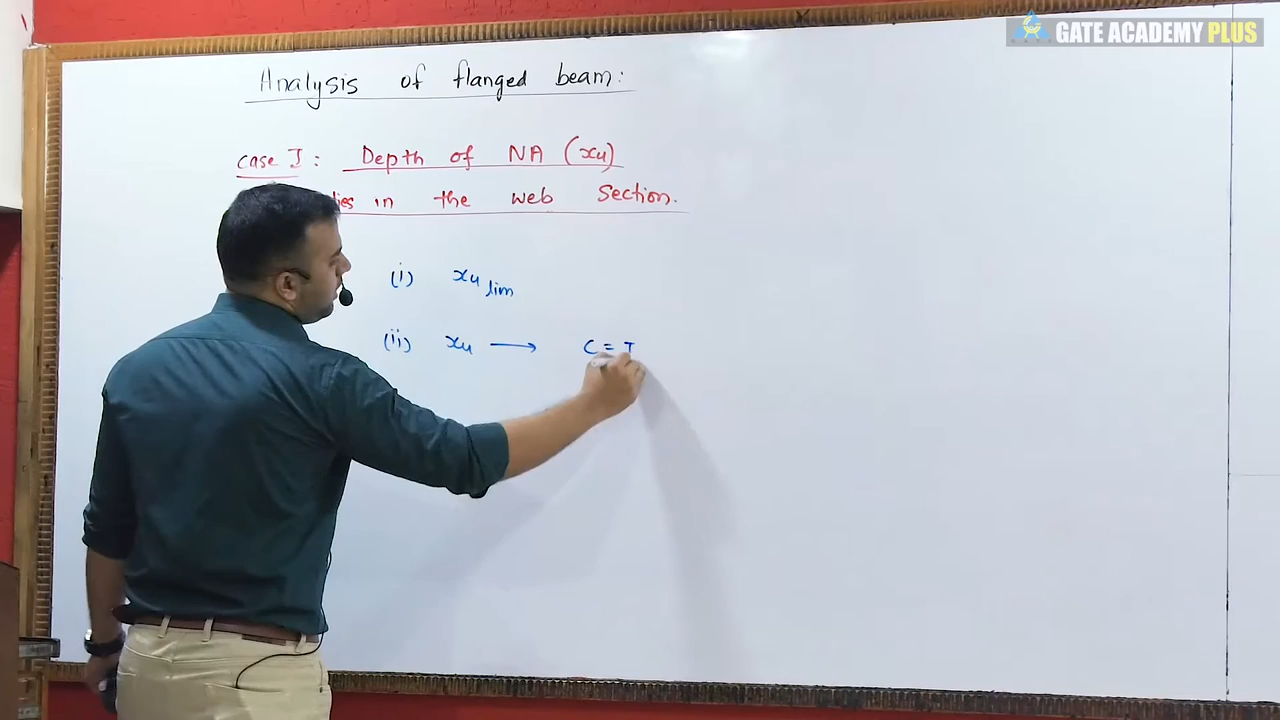 GATE ACADEMY PLUS
Analysis of flanged beam:
Case I: Depth of NA (xu)
lies in the web Section.
(i) xu lim
(ii) xu ⟶ C = T